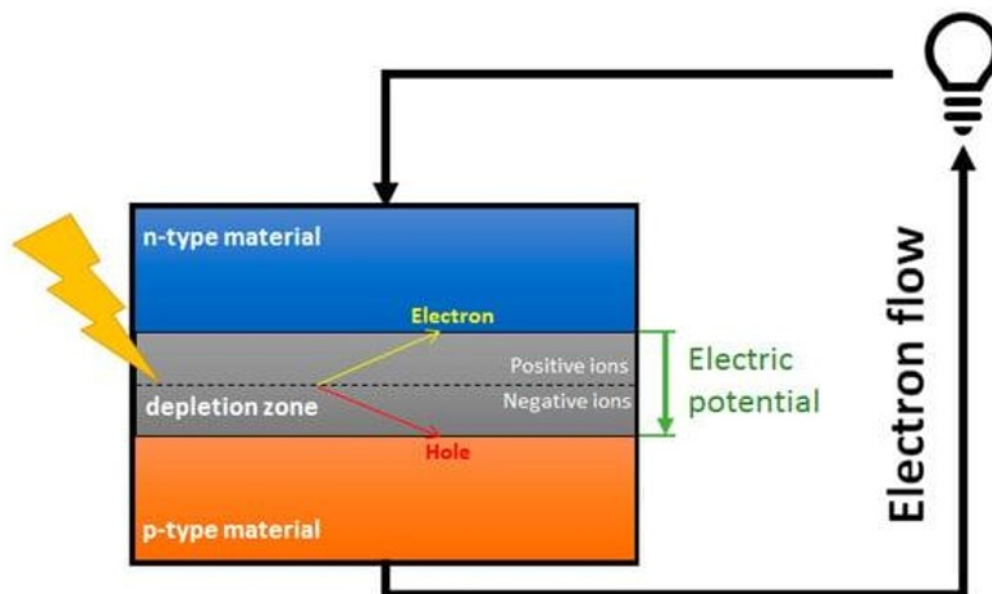 n-type material
Electron
Positive ions
Negative ions
depletion zone
Hole
p-type material
Electric
potential
Electron flow